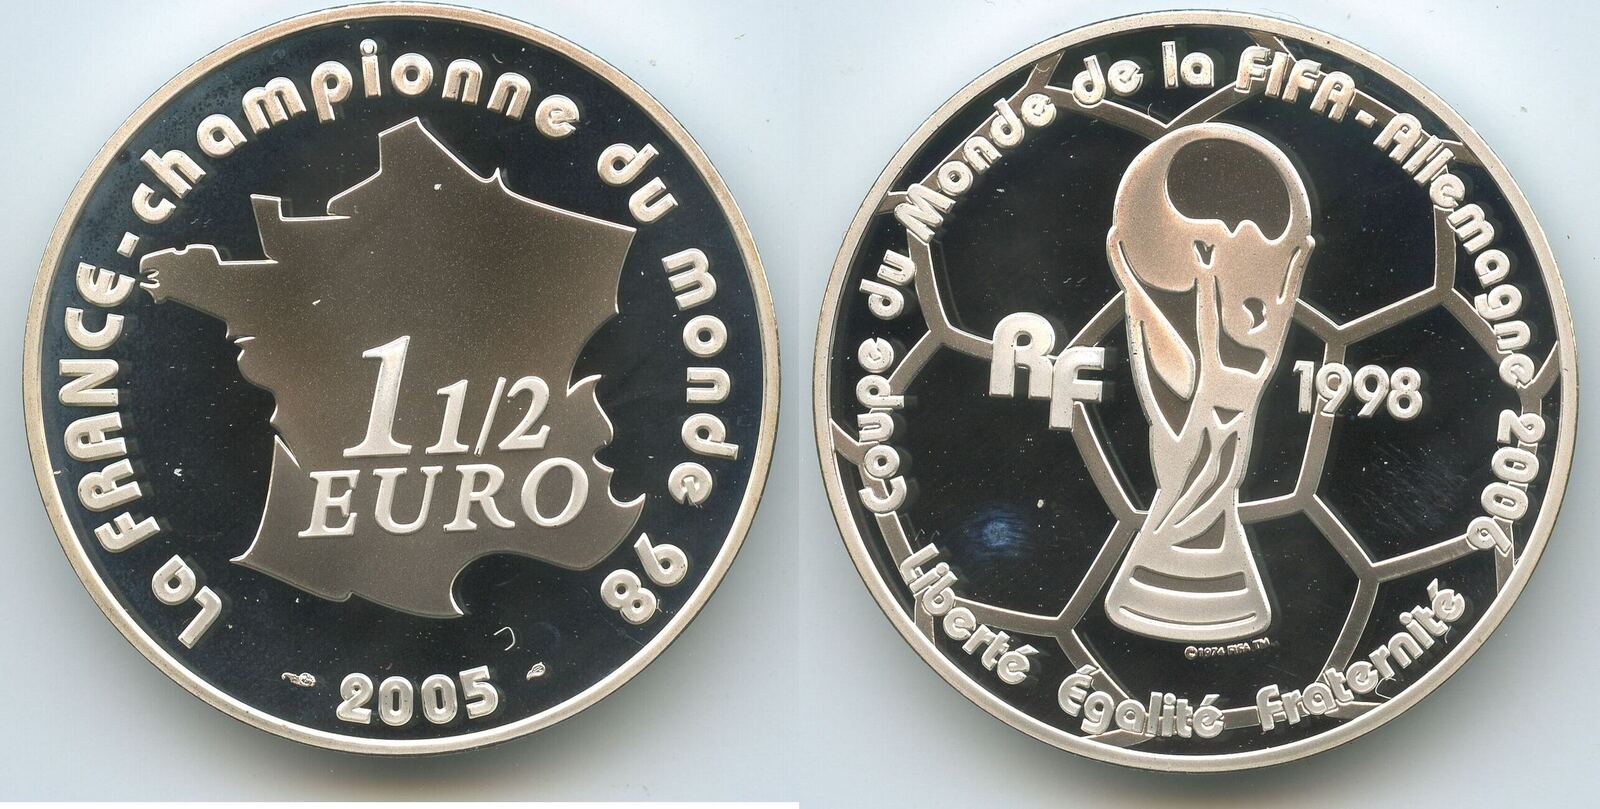 La FRANCE-championne du monde 98
1 1/2
EURO
2005
Coupe du Monde de la FIFA-Allemagne 2006
RF
1998
©1974 FIFA TM
Liberté Égalité Fraternité